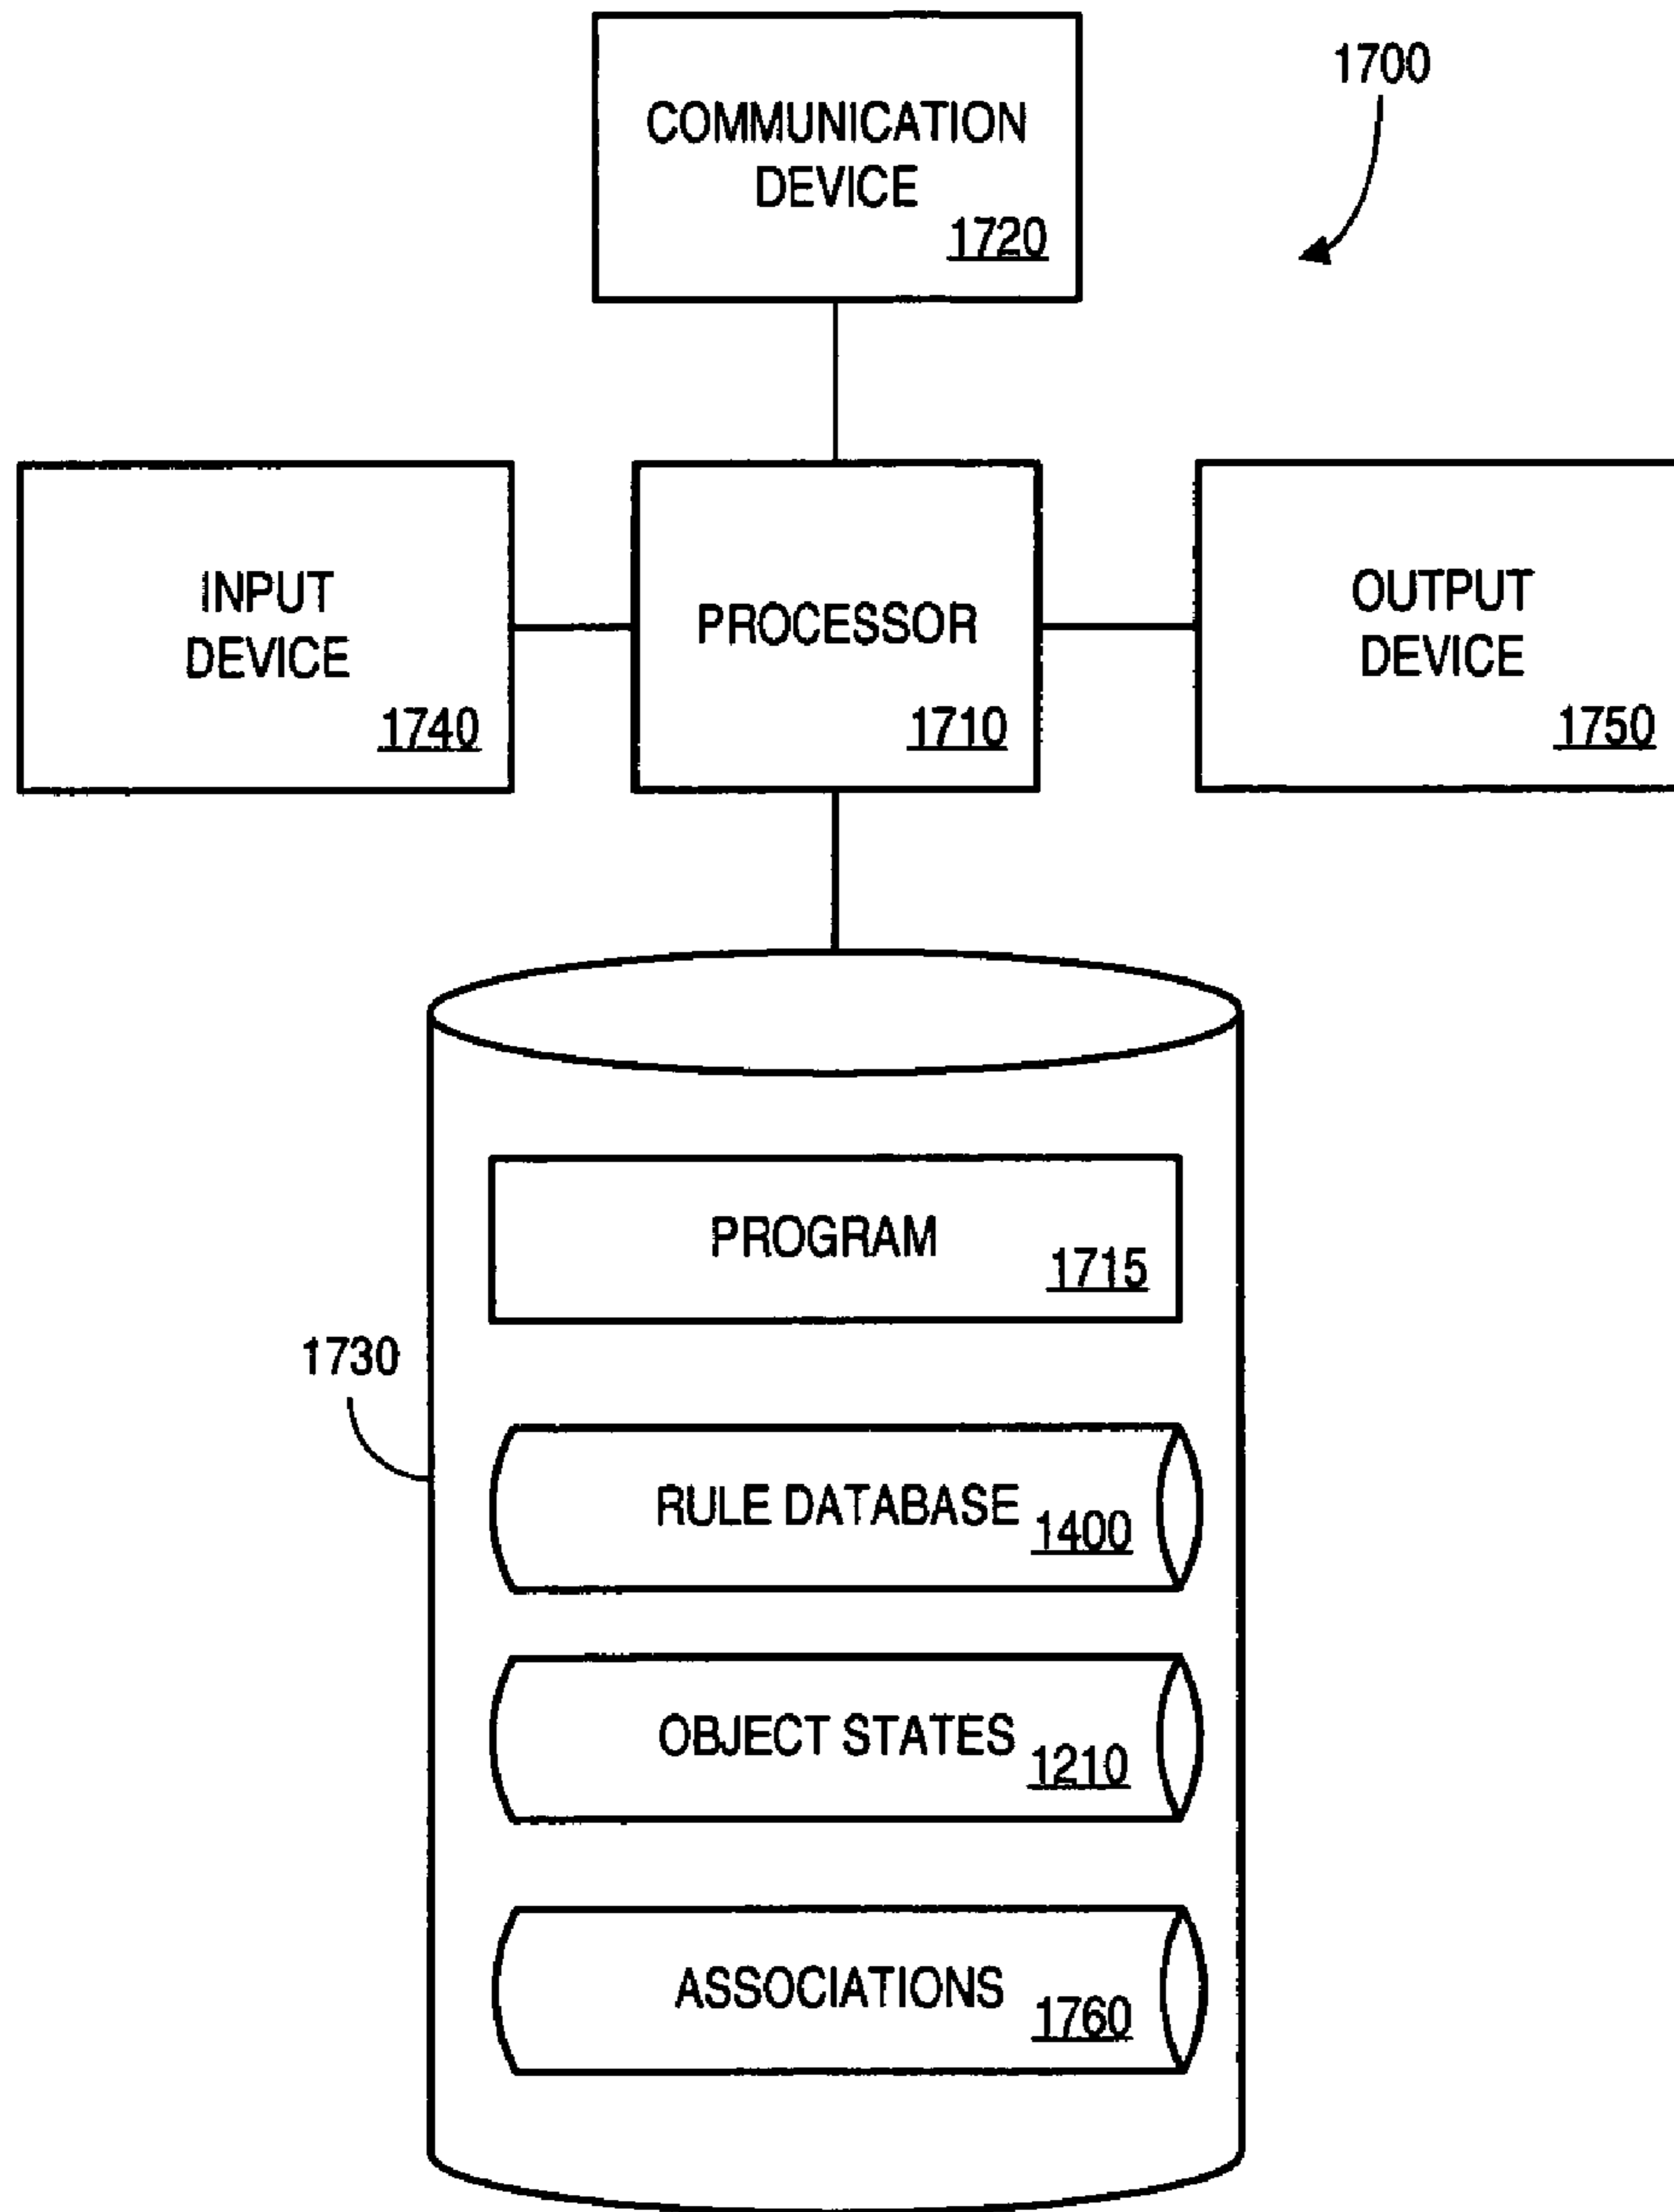 COMMUNICATION
DEVICE
1720
1700
INPUT
DEVICE
1740
PROCESSOR
1710
OUTPUT
DEVICE
1750
PROGRAM
1715
1730
RULE DATABASE
1400
OBJECT STATES
1210
ASSOCIATIONS
1760